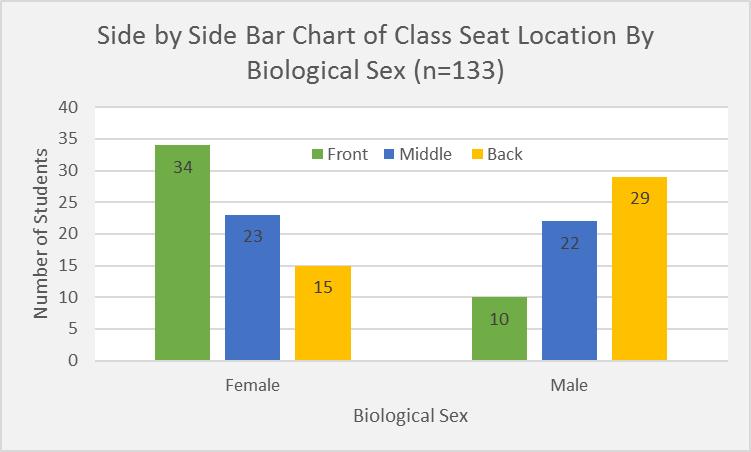 Side by Side Bar Chart of Class Seat Location By
Biological Sex (n=133)
Number of Students
40
35
30
25
20
15
10
5
0
Front Middle Back
34
23
15
10
22
29
Female Male
Biological Sex